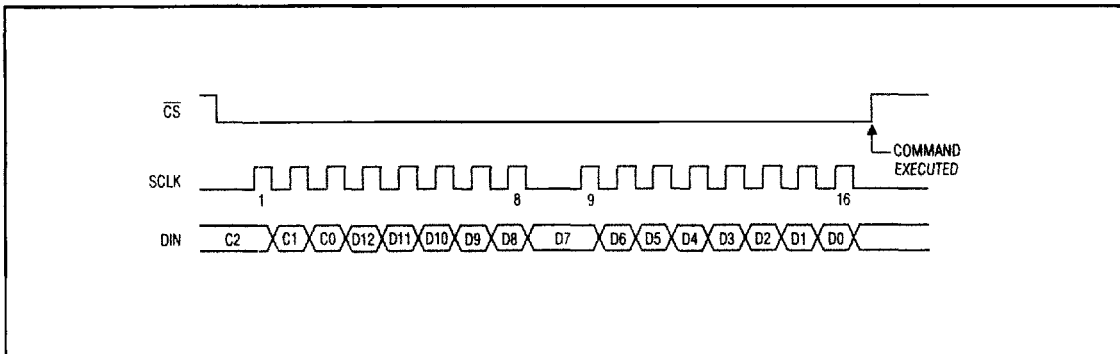 CS
COMMAND
EXECUTED
SCLK
1 8 9 16
DIN C2 C1 C0 D12 D11 D10 D9 D8 D7 D6 D5 D4 D3 D2 D1 D0